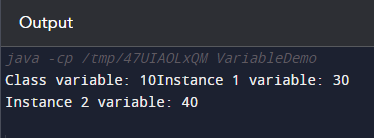 Output
java -cp /tmp/47UIAOLxQM VariableDemo
Class variable: 10Instance 1 variable: 30
Instance 2 variable: 40